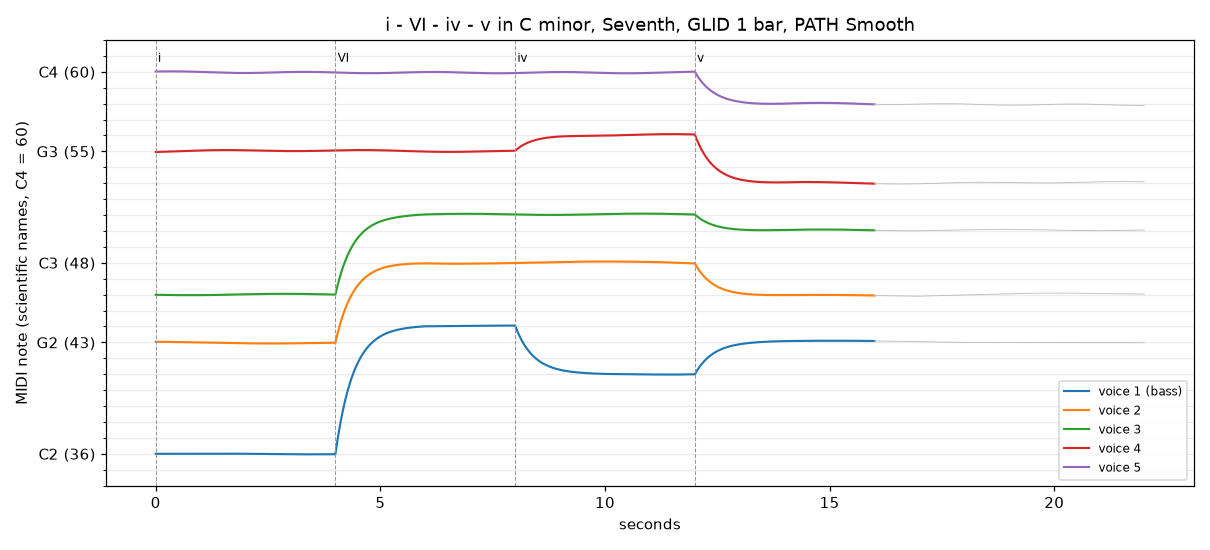 i - VI - iv - v in C minor, Seventh, GLID 1 bar, PATH Smooth
i
VI
iv
v
C4 (60)
G3 (55)
C3 (48)
G2 (43)
C2 (36)
MIDI note (scientific names, C4 = 60)
voice 1 (bass)
voice 2
voice 3
voice 4
voice 5
0
5
10
15
20
seconds